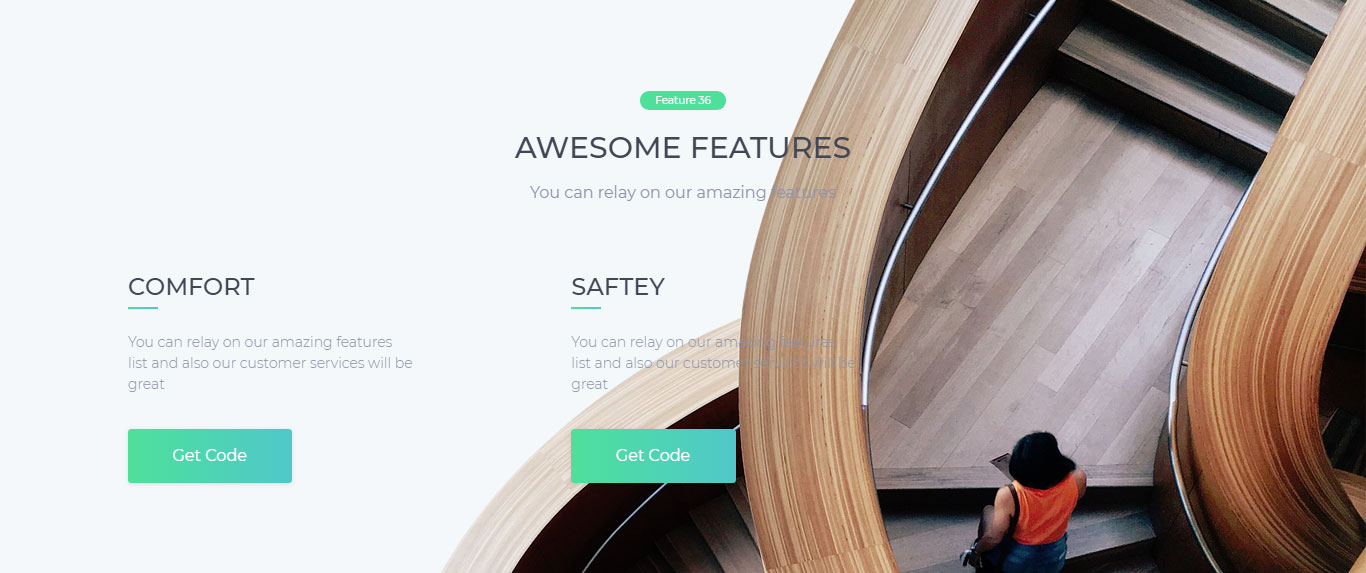 Feature 36
AWESOME FEATURES
You can relay on our amazing features
COMFORT
You can relay on our amazing features
list and also our customer services will be
great
Get Code
SAFTEY
You can relay on our amazing features
list and also our customer services will be
great
Get Code